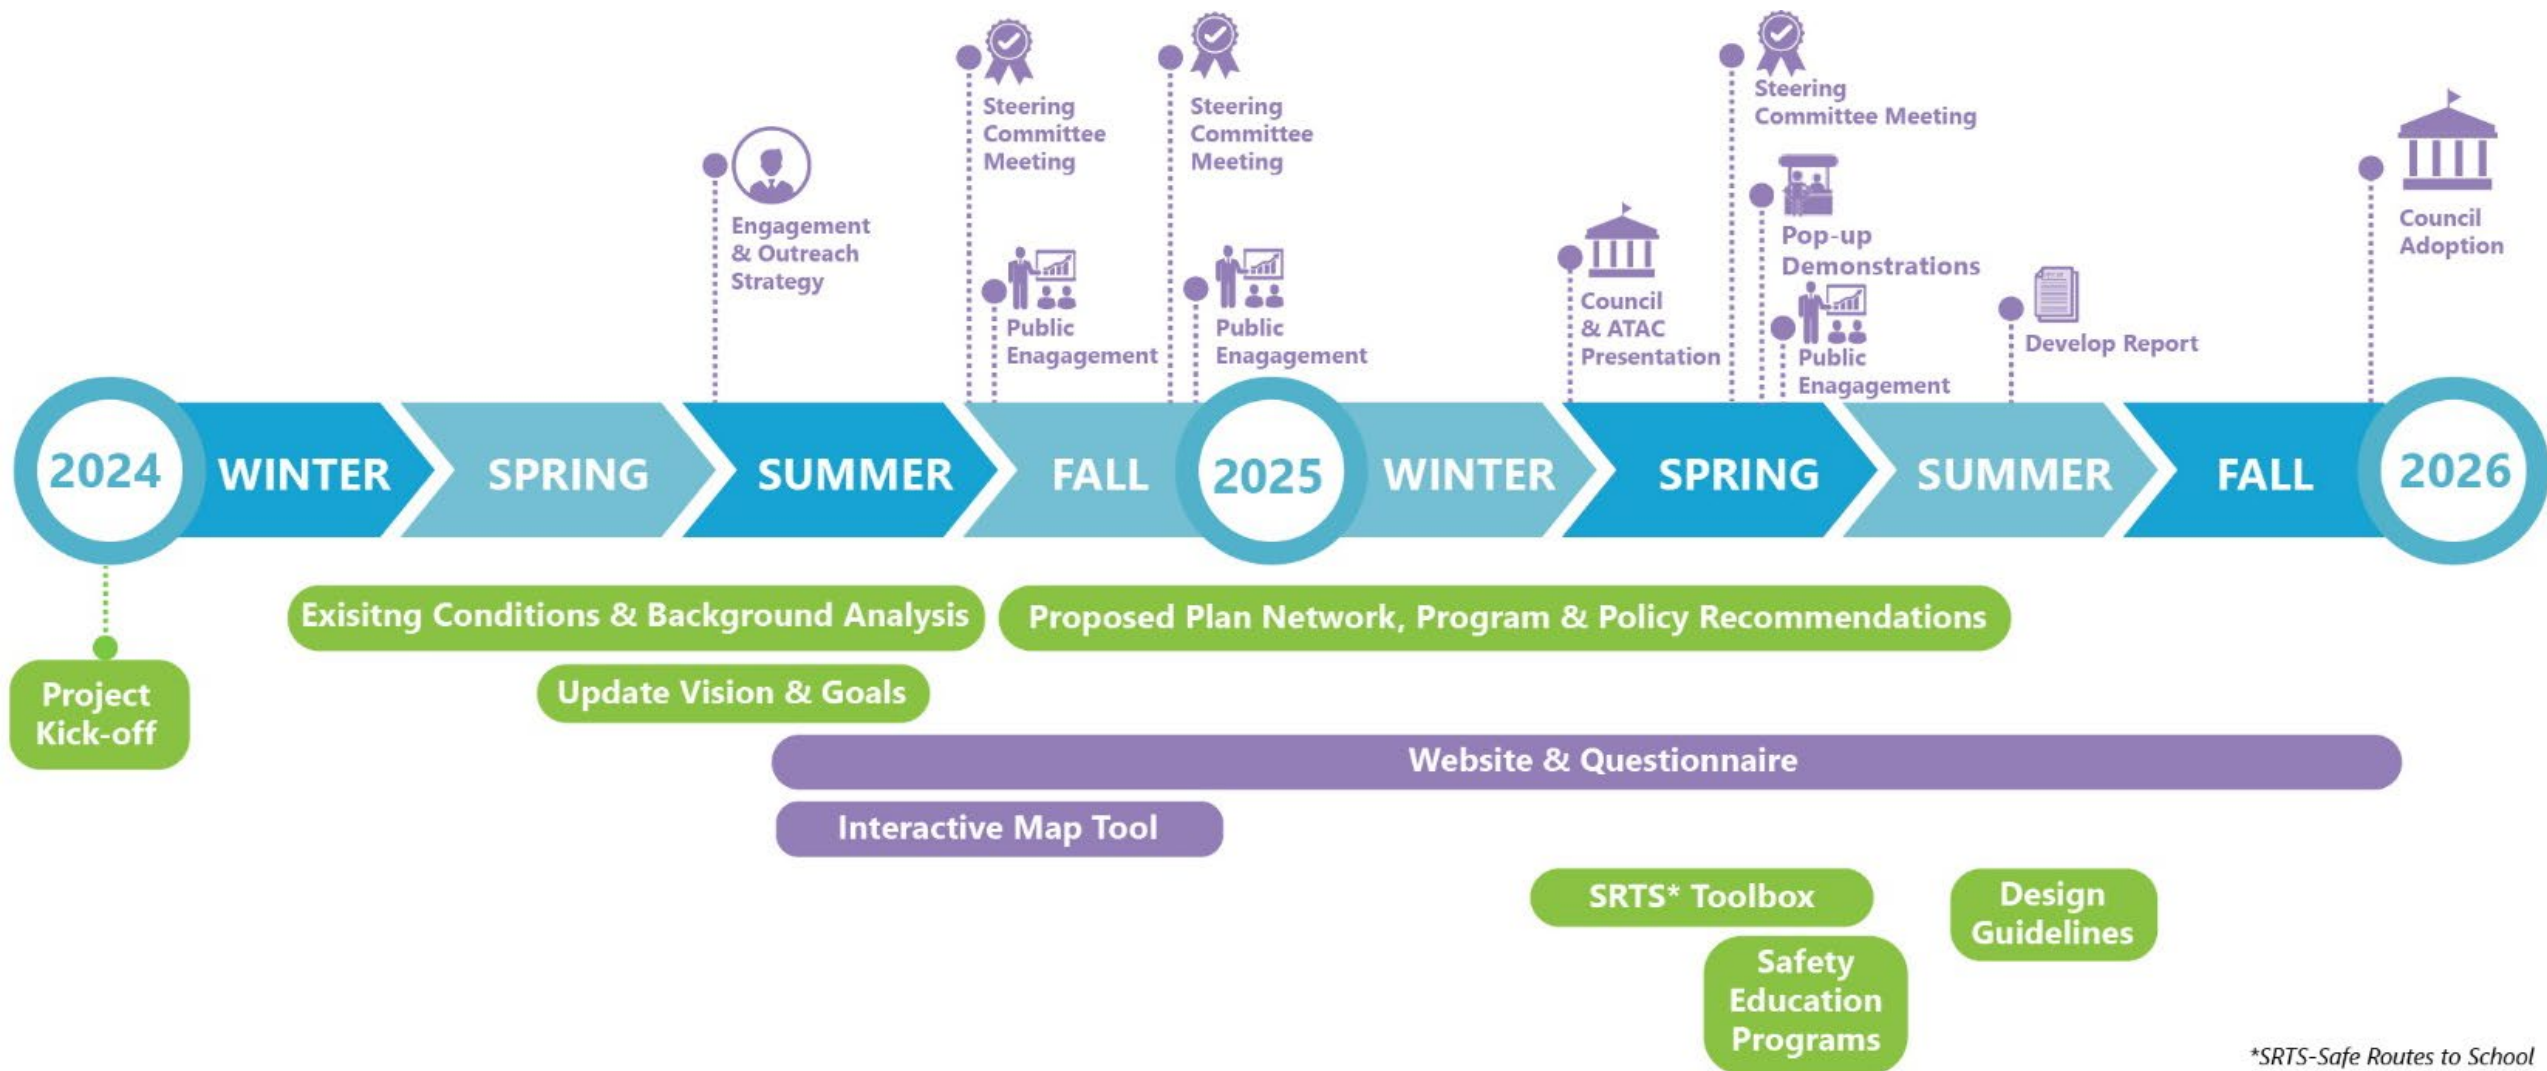 Steering
Committee
Meeting
Steering
Committee
Meeting
Steering
Committee Meeting
Engagement
& Outreach
Strategy
Public
Enagagement
Public
Enagagement
Council
& ATAC
Presentation
Pop-up
Demonstrations
Public
Enagagement
Develop Report
Council
Adoption
2024
WINTER
SPRING
SUMMER
FALL
2025
WINTER
SPRING
SUMMER
FALL
2026
Project
Kick-off
Exisitng Conditions & Background Analysis
Proposed Plan Network, Program & Policy Recommendations
Update Vision & Goals
Website & Questionnaire
Interactive Map Tool
SRTS* Toolbox
Design
Guidelines
Safety
Education
Programs
*SRTS-Safe Routes to School